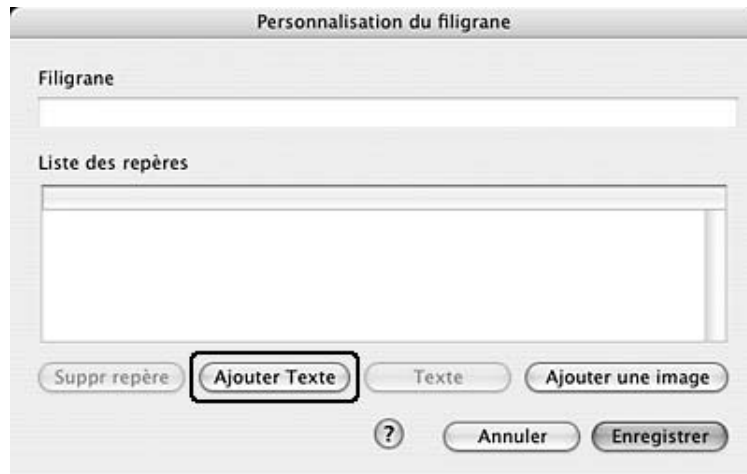 Personnalisation du filigrane
Filigrane
Liste des repères
Suppr repère Ajouter Texte Texte Ajouter une image
? Annuler Enregistrer